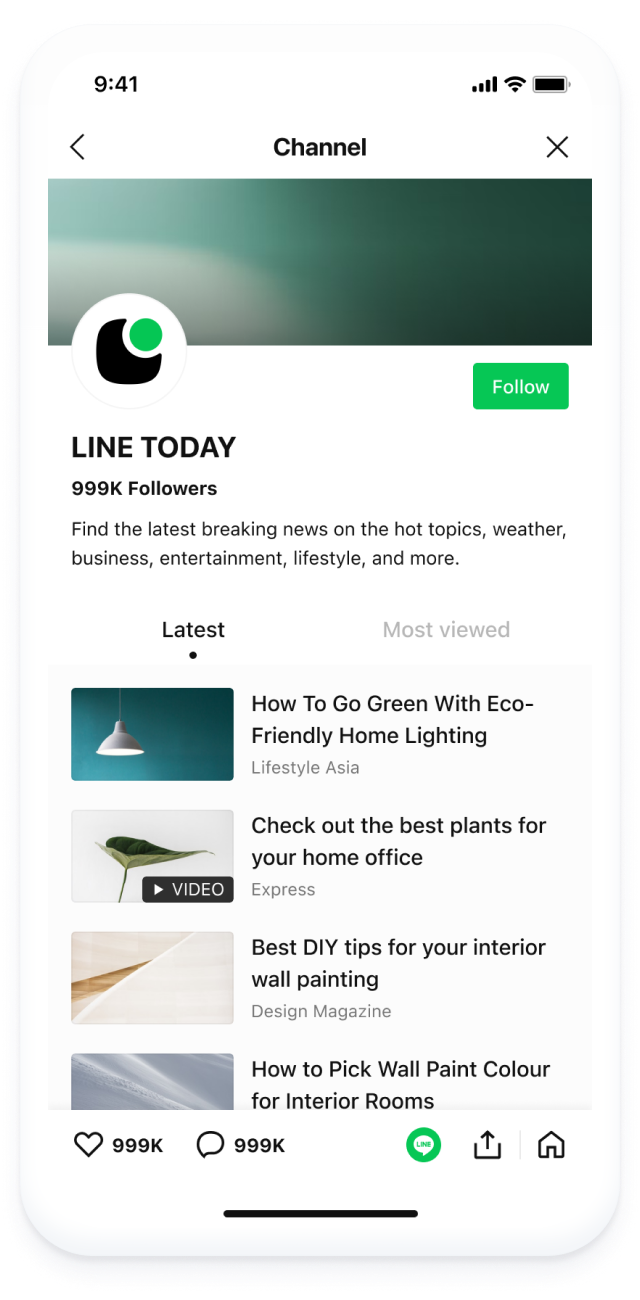 9:41
Channel
Follow
LINE TODAY
999K Followers
Find the latest breaking news on the hot topics, weather,
business, entertainment, lifestyle, and more.
Latest
Most viewed
How To Go Green With Eco-
Friendly Home Lighting
Lifestyle Asia
Check out the best plants for
your home office
VIDEO
Express
Best DIY tips for your interior
wall painting
Design Magazine
How to Pick Wall Paint Colour
for Interior Rooms
999K
999K
LINE